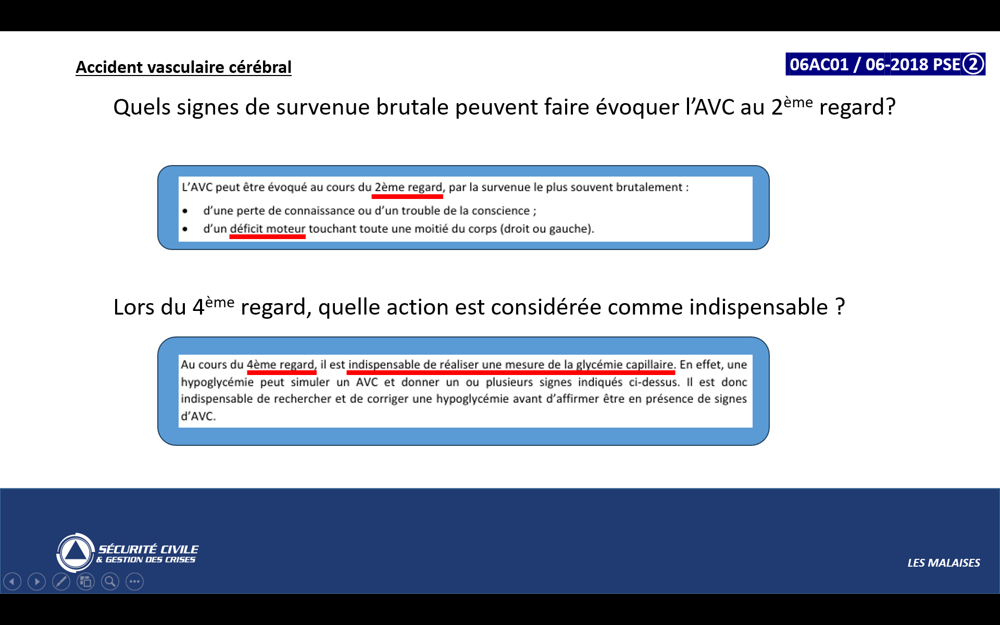 Accident vasculaire cérébral
06AC01 / 06-2018 PSE②
Quels signes de survenue brutale peuvent faire évoquer l’AVC au 2ème regard?
L’AVC peut être évoqué au cours du 2ème regard, par la survenue le plus souvent brutalement :
• d’une perte de connaissance ou d’un trouble de la conscience ;
• d’un déficit moteur touchant toute une moitié du corps (droit ou gauche).
Lors du 4ème regard, quelle action est considérée comme indispensable ?
Au cours du 4ème regard, il est indispensable de réaliser une mesure de la glycémie capillaire. En effet, une
hypoglycémie peut simuler un AVC et donner un ou plusieurs signes indiqués ci-dessus. Il est donc
indispensable de rechercher et de corriger une hypoglycémie avant d’affirmer être en présence de signes
d’AVC.
SÉCURITÉ CIVILE
& GESTION DES CRISES
LES MALAISES